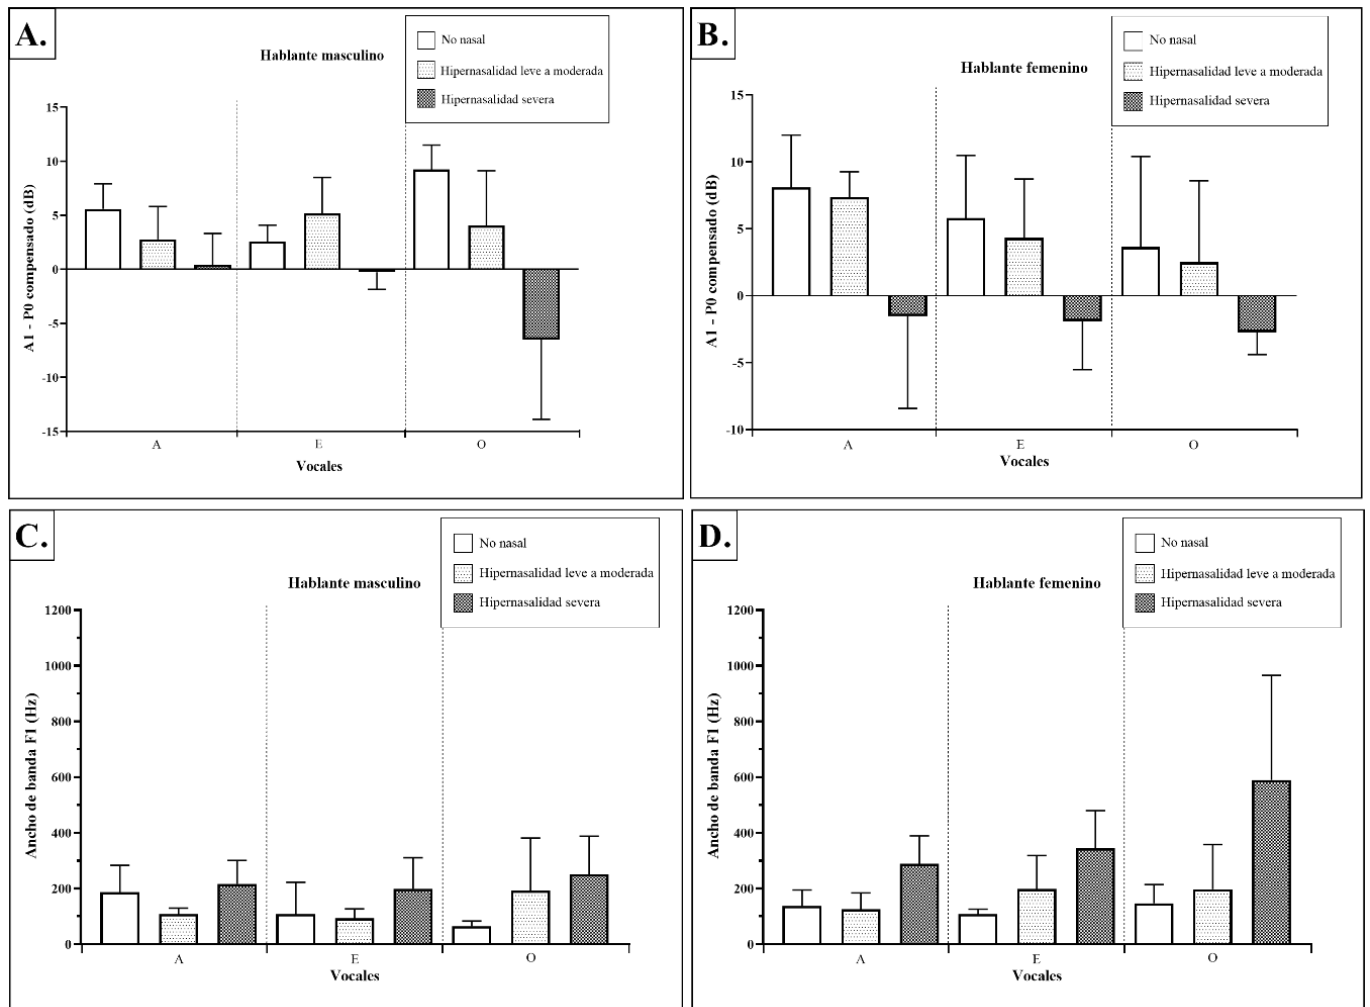 A.
Hablante masculino
No nasal
Hipernasalidad leve a moderada
Hipernasalidad severa
A1 - P0 compensado (dB)
15
10
5
0
-5
-10
-15
A
E
O
Vocales
B.
Hablante femenino
No nasal
Hipernasalidad leve a moderada
Hipernasalidad severa
A1 - P0 compensado (dB)
15
10
5
0
-5
-10
A
E
O
Vocales
C.
Hablante masculino
No nasal
Hipernasalidad leve a moderada
Hipernasalidad severa
Ancho de banda F1 (Hz)
1200
1000
800
600
400
200
0
A
E
O
Vocales
D.
Hablante femenino
No nasal
Hipernasalidad leve a moderada
Hipernasalidad severa
Ancho de banda F1 (Hz)
1200
1000
800
600
400
200
0
A
E
O
Vocales